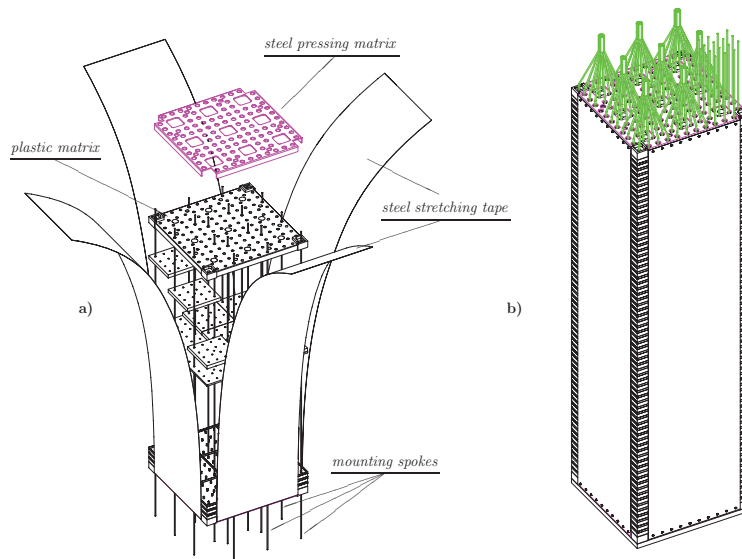 steel pressing matrix
plastic matrix
steel stretching tape
a)
b)
mounting spokes